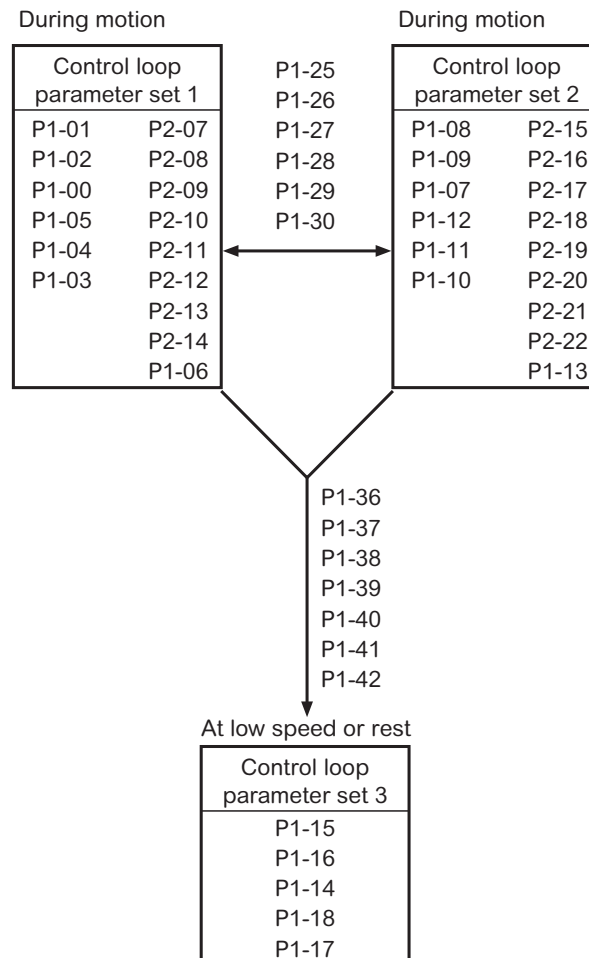 During motion
Control loop
parameter set 1
P1-01 P2-07
P1-02 P2-08
P1-00 P2-09
P1-05 P2-10
P1-04 P2-11
P1-03 P2-12
P2-13
P2-14
P1-06
P1-25
P1-26
P1-27
P1-28
P1-29
P1-30
During motion
Control loop
parameter set 2
P1-08 P2-15
P1-09 P2-16
P1-07 P2-17
P1-12 P2-18
P1-11 P2-19
P1-10 P2-20
P2-21
P2-22
P1-13
P1-36
P1-37
P1-38
P1-39
P1-40
P1-41
P1-42
At low speed or rest
Control loop
parameter set 3
P1-15
P1-16
P1-14
P1-18
P1-17